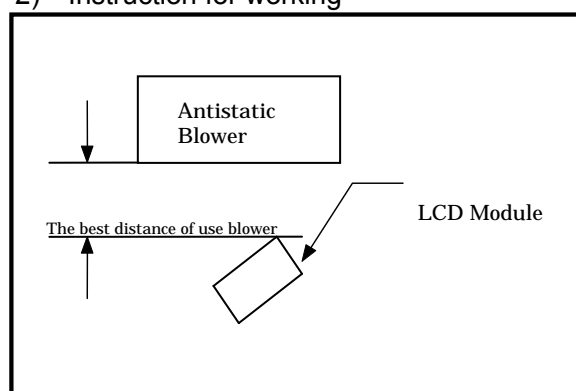 2) Instruction for working
Antistatic
Blower
The best distance of use blower
LCD Module